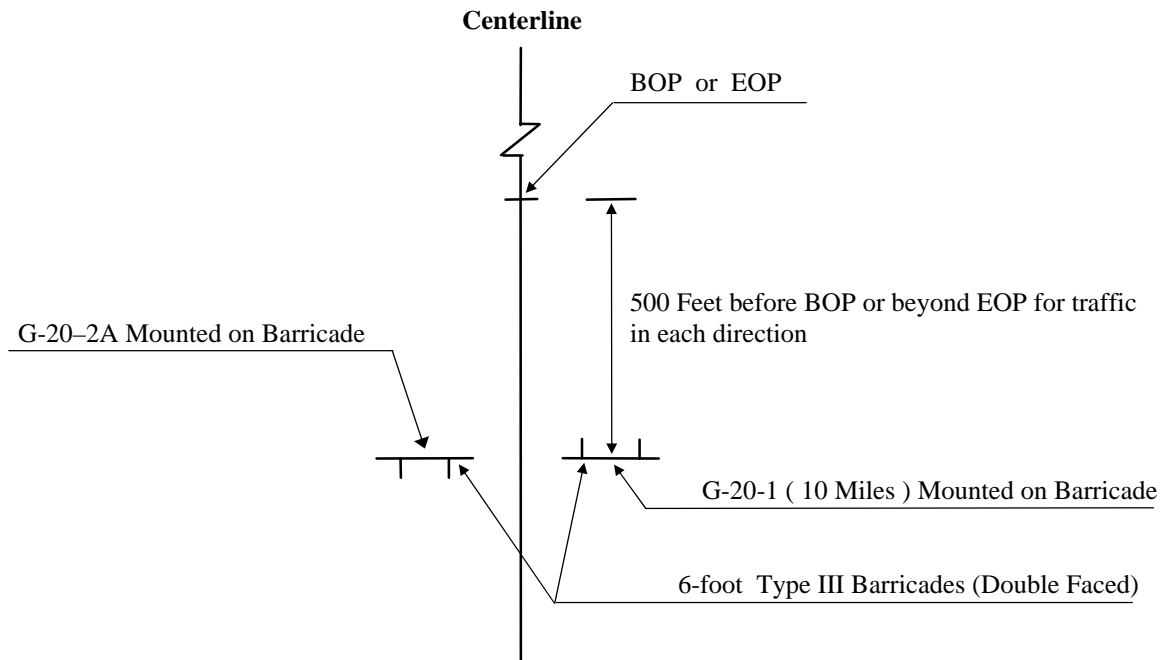 Centerline
BOP or EOP
500 Feet before BOP or beyond EOP for traffic
in each direction
G-20–2A Mounted on Barricade
G-20-1 ( 10 Miles ) Mounted on Barricade
6-foot Type III Barricades (Double Faced)